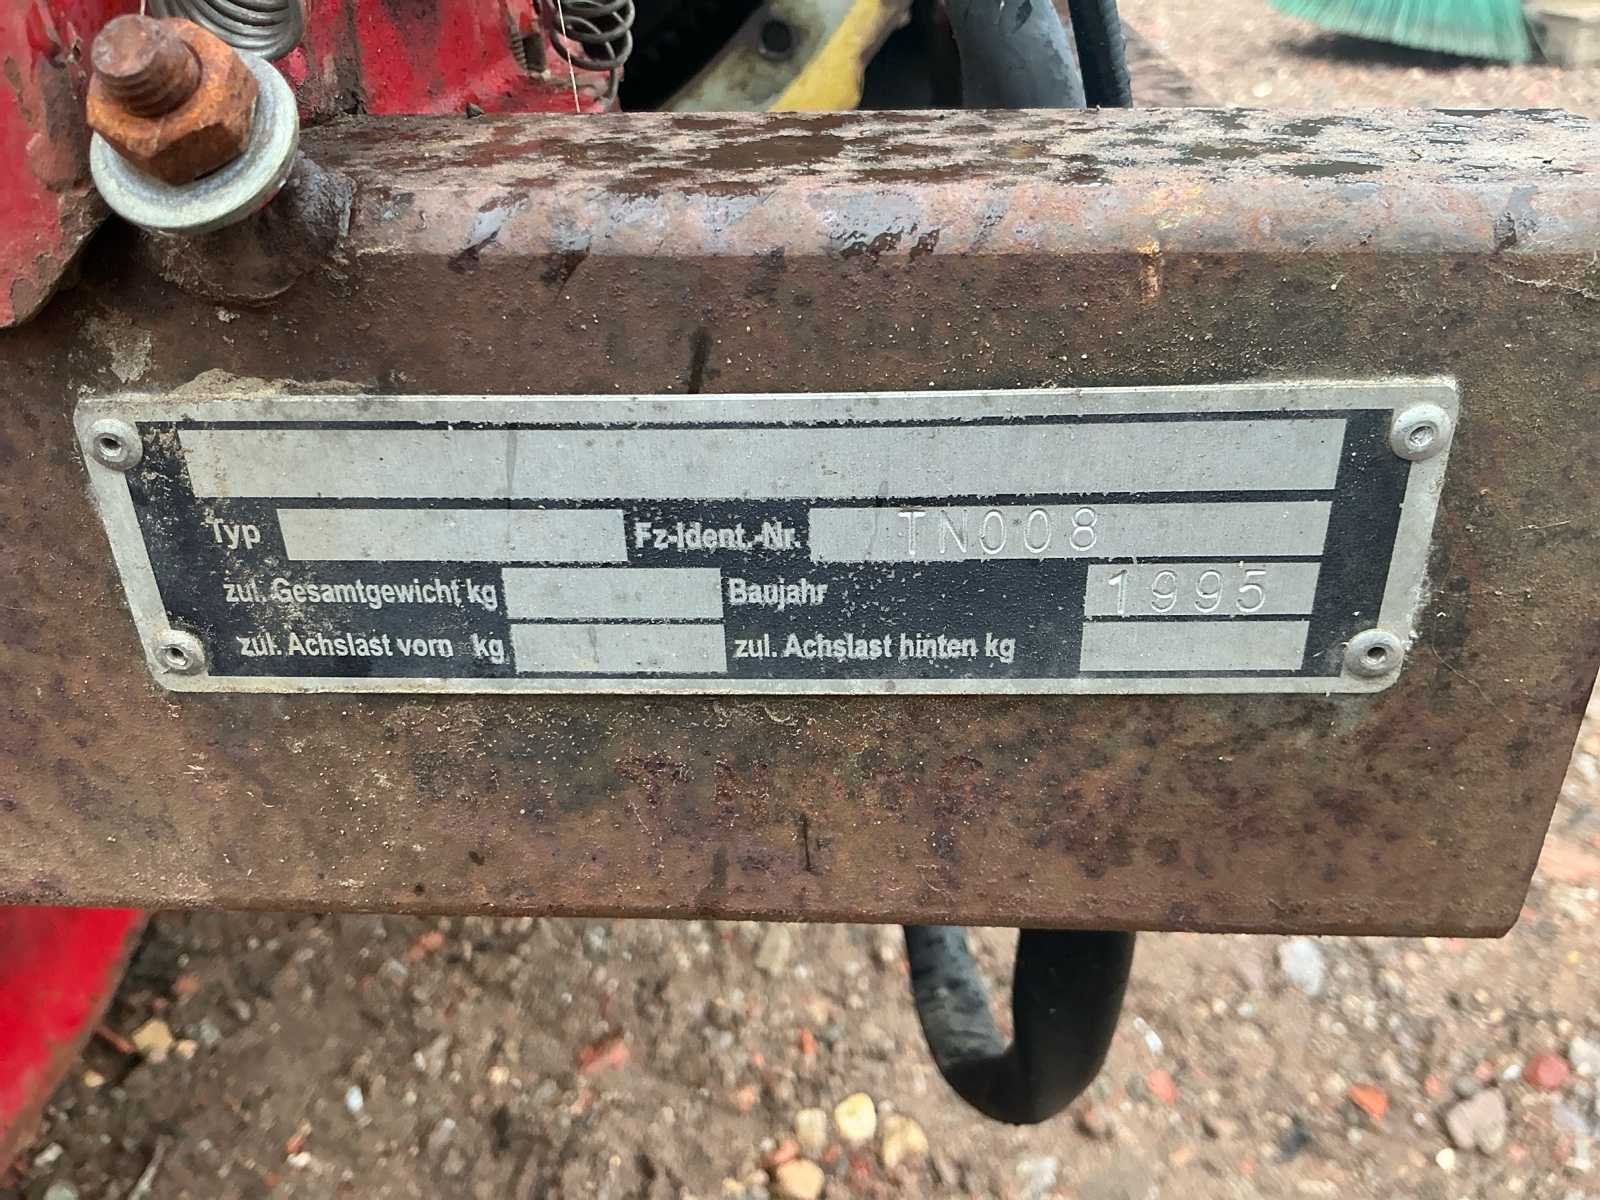 Typ Fz-Ident.-Nr. TN008
zul. Gesamtgewicht kg Baujahr 1995
zul. Achslast vorn kg zul. Achslast hinten kg